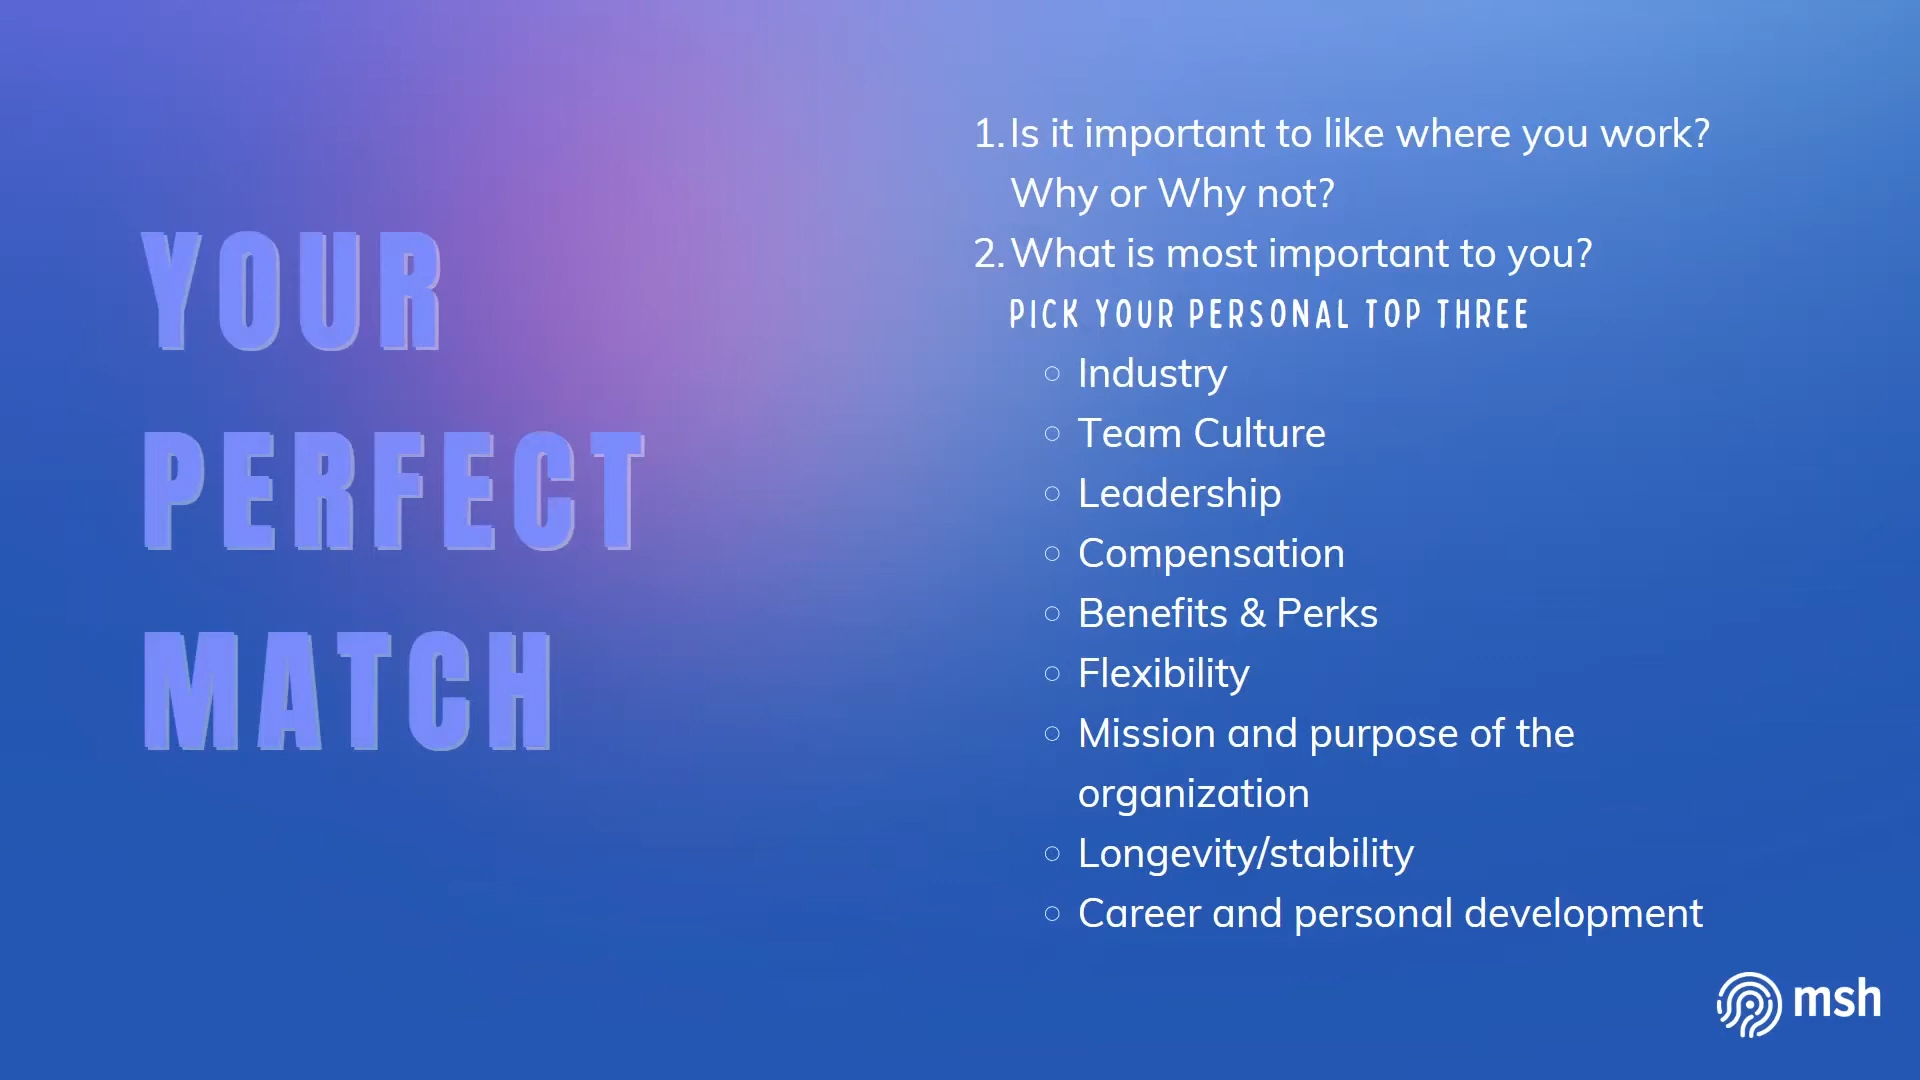 YOUR
PERFECT
MATCH
1. Is it important to like where you work?
Why or Why not?
2. What is most important to you?
PICK YOUR PERSONAL TOP THREE
○ Industry
○ Team Culture
○ Leadership
○ Compensation
○ Benefits & Perks
○ Flexibility
○ Mission and purpose of the
organization
○ Longevity/stability
○ Career and personal development
msh